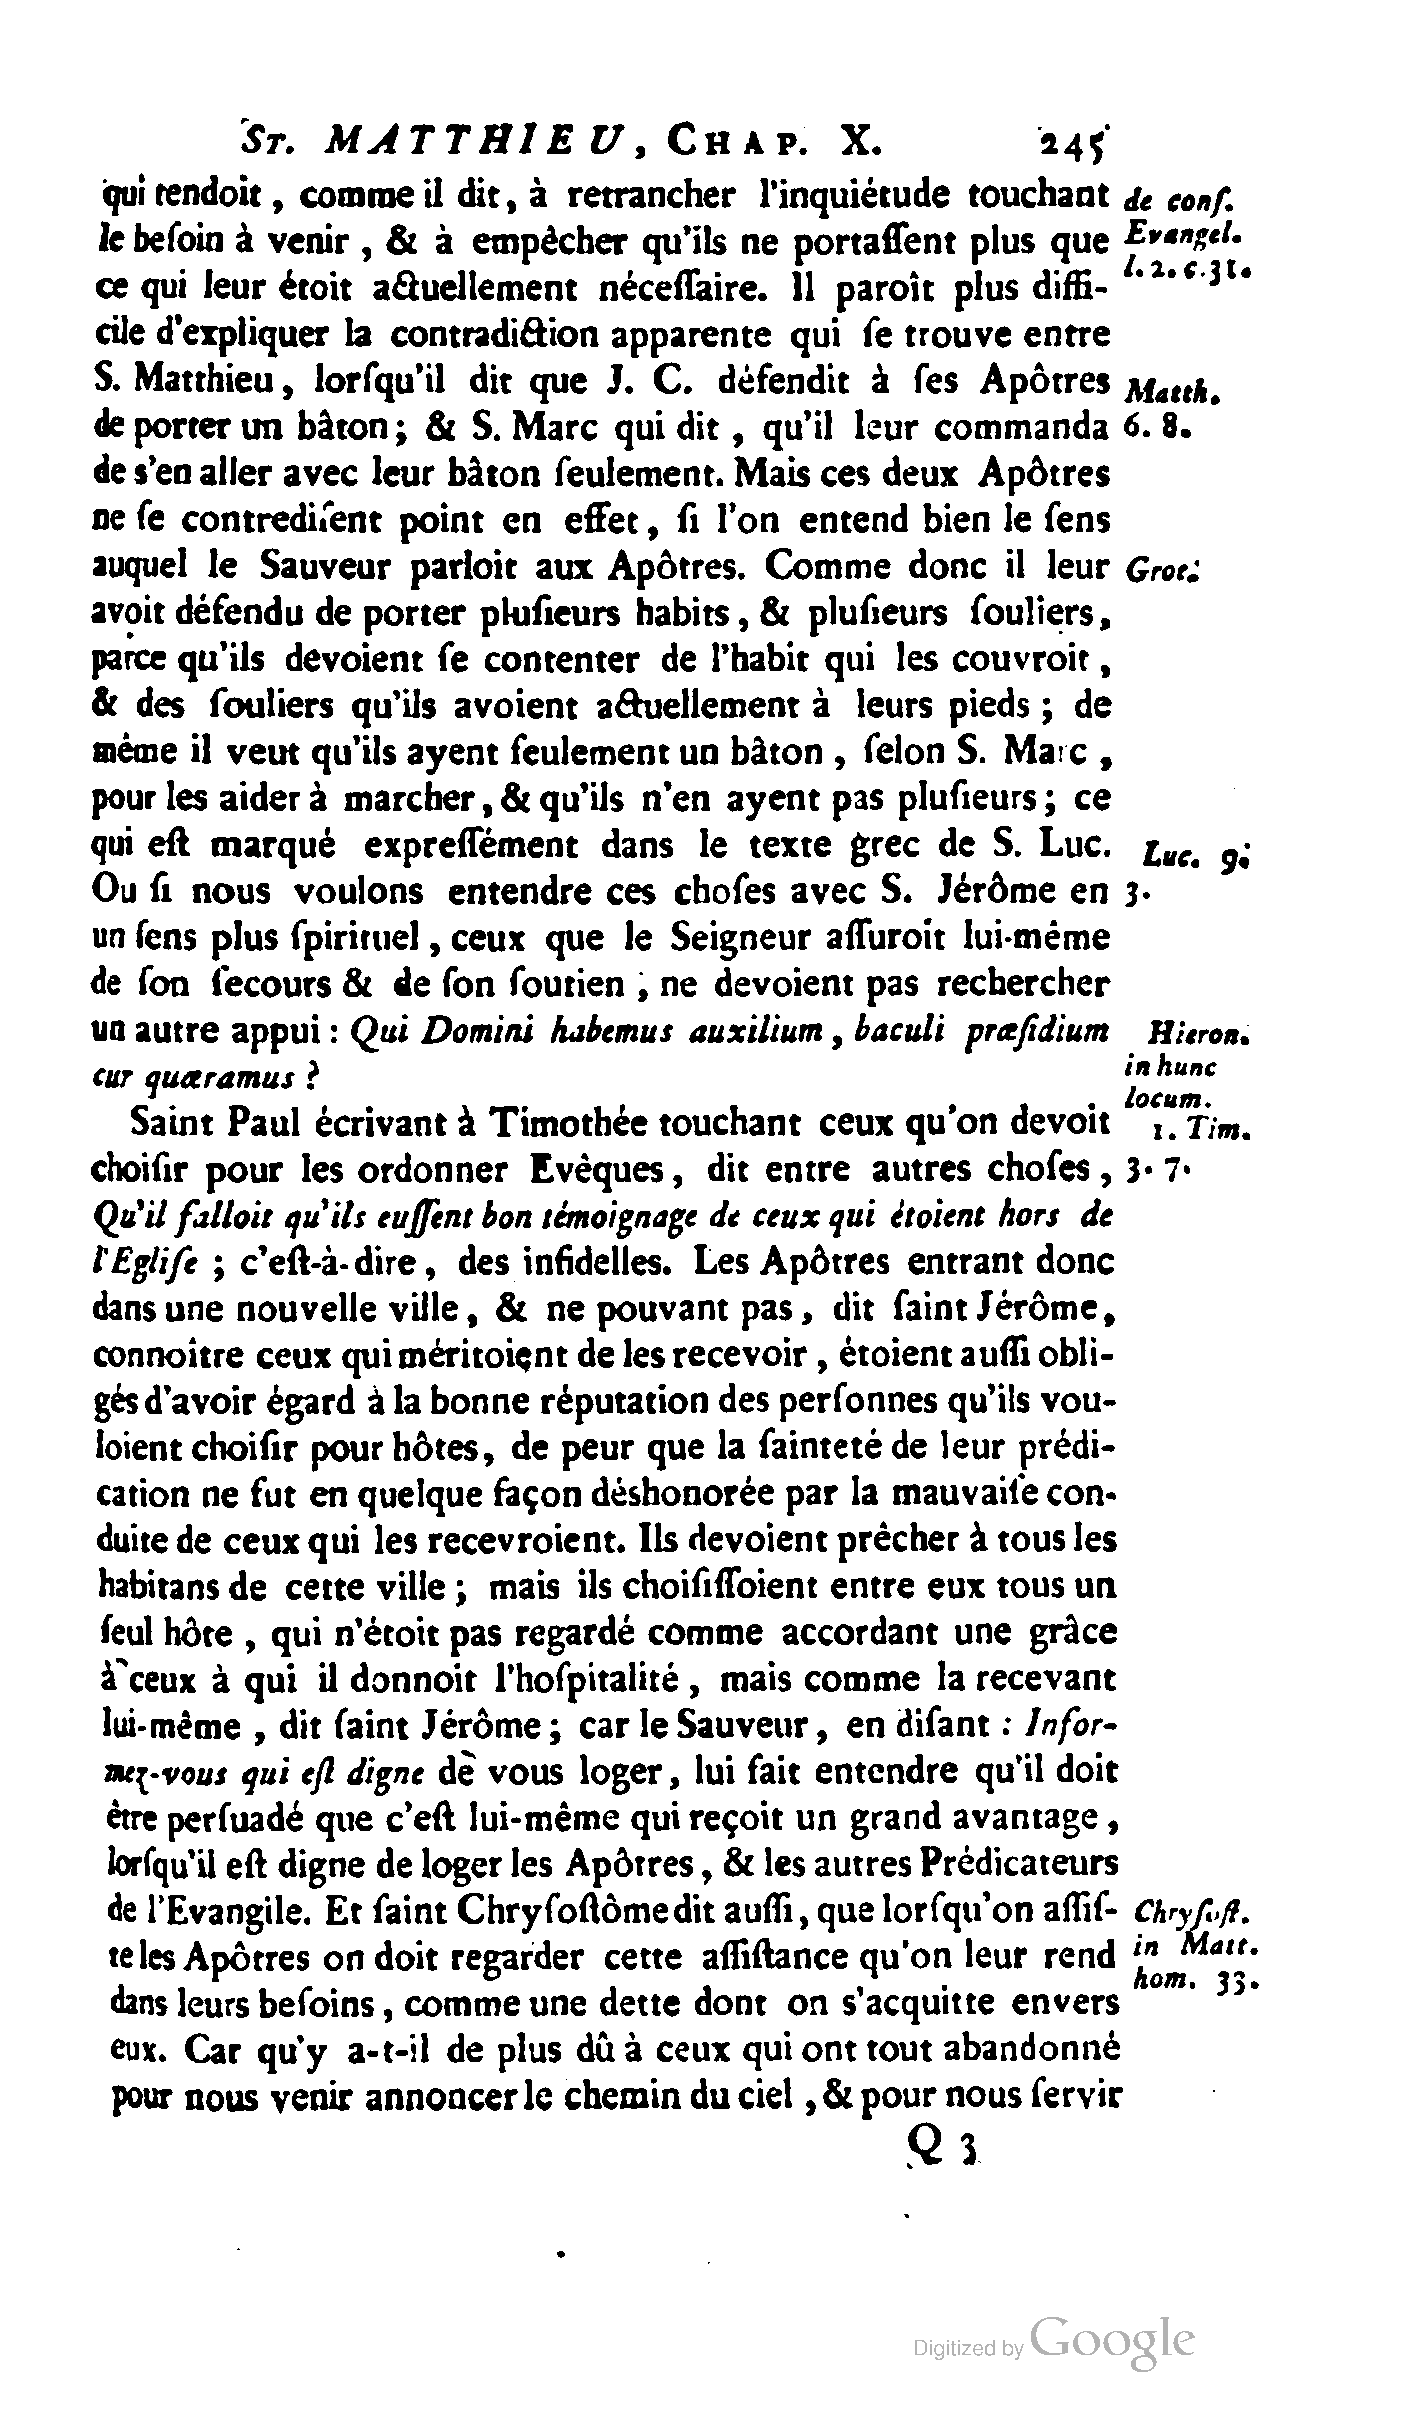 ST. MATTHIEU, CHAP. X. 245
qui tendoit, comme il dit, à retrancher l'inquiétude touchant
de conſ.
le beſoin à venir, & à empêcher qu'ils ne portaſſent plus que
Evangel.
ce qui leur étoit actuellement néceſſaire. Il paroît plus diffi-
l. 2. c. 31.
cile d'expliquer la contradiction apparente qui ſe trouve entre
S. Matthieu, lorſqu'il dit que J. C. défendit à ſes Apôtres
Matth.
de porter un bâton; & S. Marc qui dit, qu'il leur commanda
6. 8.
de s'en aller avec leur bâton ſeulement. Mais ces deux Apôtres
ne ſe contrediſent point en effet, ſi l'on entend bien le ſens
auquel le Sauveur parloit aux Apôtres. Comme donc il leur
Grot.
avoit défendu de porter pluſieurs habits, & pluſieurs ſouliers,
parce qu'ils devoient ſe contenter de l'habit qui les couvroit,
& des ſouliers qu'ils avoient actuellement à leurs pieds; de
même il veut qu'ils ayent ſeulement un bâton, ſelon S. Marc,
pour les aider à marcher, & qu'ils n'en ayent pas pluſieurs; ce
qui eſt marqué expreſſément dans le texte grec de S. Luc.
Luc. 9.
Ou ſi nous voulons entendre ces choſes avec S. Jérôme en
3.
un ſens plus ſpirituel, ceux que le Seigneur aſſuroit lui-même
de ſon ſecours & de ſon ſoutien, ne devoient pas rechercher
un autre appui: Qui Domini habemus auxilium, baculi præſidium
Hieron.
cur quæramus?
in hunc
locum.
Saint Paul écrivant à Timothée touchant ceux qu'on devoit
1. Tim.
choiſir pour les ordonner Evêques, dit entre autres choſes,
3. 7.
Qu'il falloit qu'ils euſſent bon témoignage de ceux qui étoient hors de
l'Egliſe; c'eſt-à-dire, des infidelles. Les Apôtres entrant donc
dans une nouvelle ville, & ne pouvant pas, dit ſaint Jérôme,
connoître ceux qui méritoient de les recevoir, étoient auſſi obli-
gés d'avoir égard à la bonne réputation des perſonnes qu'ils vou-
loient choiſir pour hôtes, de peur que la ſainteté de leur prédi-
cation ne fut en quelque façon déshonorée par la mauvaiſe con-
duite de ceux qui les recevroient. Ils devoient prêcher à tous les
habitans de cette ville; mais ils choiſiſſoient entre eux tous un
ſeul hôte, qui n'étoit pas regardé comme accordant une grâce
à ceux à qui il donnoit l'hoſpitalité, mais comme la recevant
lui-même, dit ſaint Jérôme; car le Sauveur, en diſant: Infor-
mez-vous qui eſt digne de vous loger, lui fait entendre qu'il doit
être perſuadé que c'eſt lui-même qui reçoit un grand avantage,
lorſqu'il eſt digne de loger les Apôtres, & les autres Prédicateurs
de l'Evangile. Et ſaint Chryſoſtôme dit auſſi, que lorſqu'on aſſiſ-
Chryſoſt.
te les Apôtres on doit regarder cette aſſiſtance qu'on leur rend
in Matt.
dans leurs beſoins, comme une dette dont on s'acquitte envers
hom. 33.
eux. Car qu'y a-t-il de plus dû à ceux qui ont tout abandonné
pour nous venir annoncer le chemin du ciel, & pour nous ſervir
Q 3
Digitized by Google